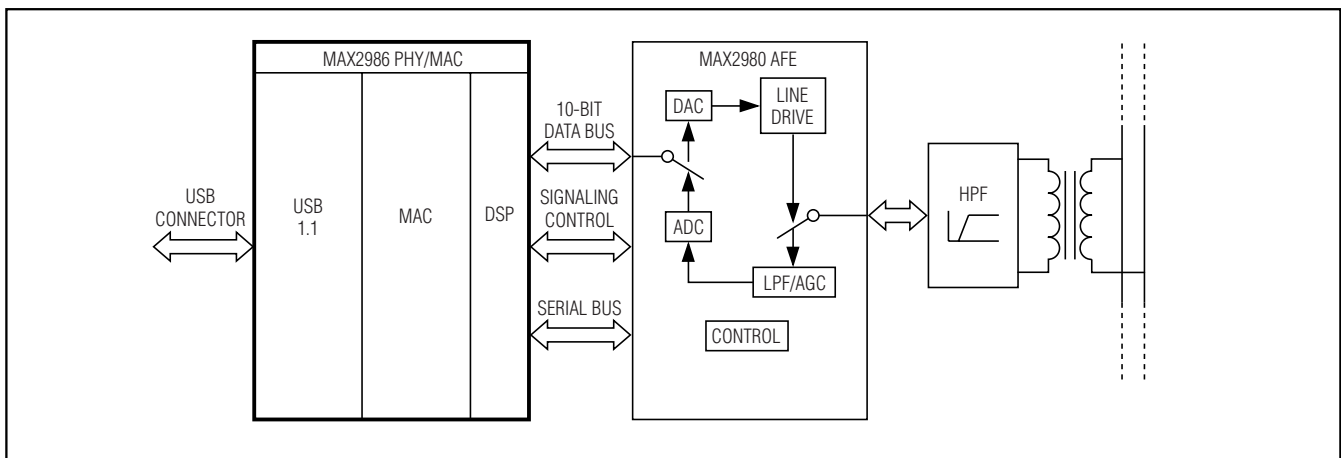 MAX2986 PHY/MAC
USB
CONNECTOR
USB
1.1
MAC
DSP
10-BIT
DATA BUS
SIGNALING
CONTROL
SERIAL BUS
MAX2980 AFE
DAC
LINE
DRIVE
ADC
LPF/AGC
CONTROL
HPF